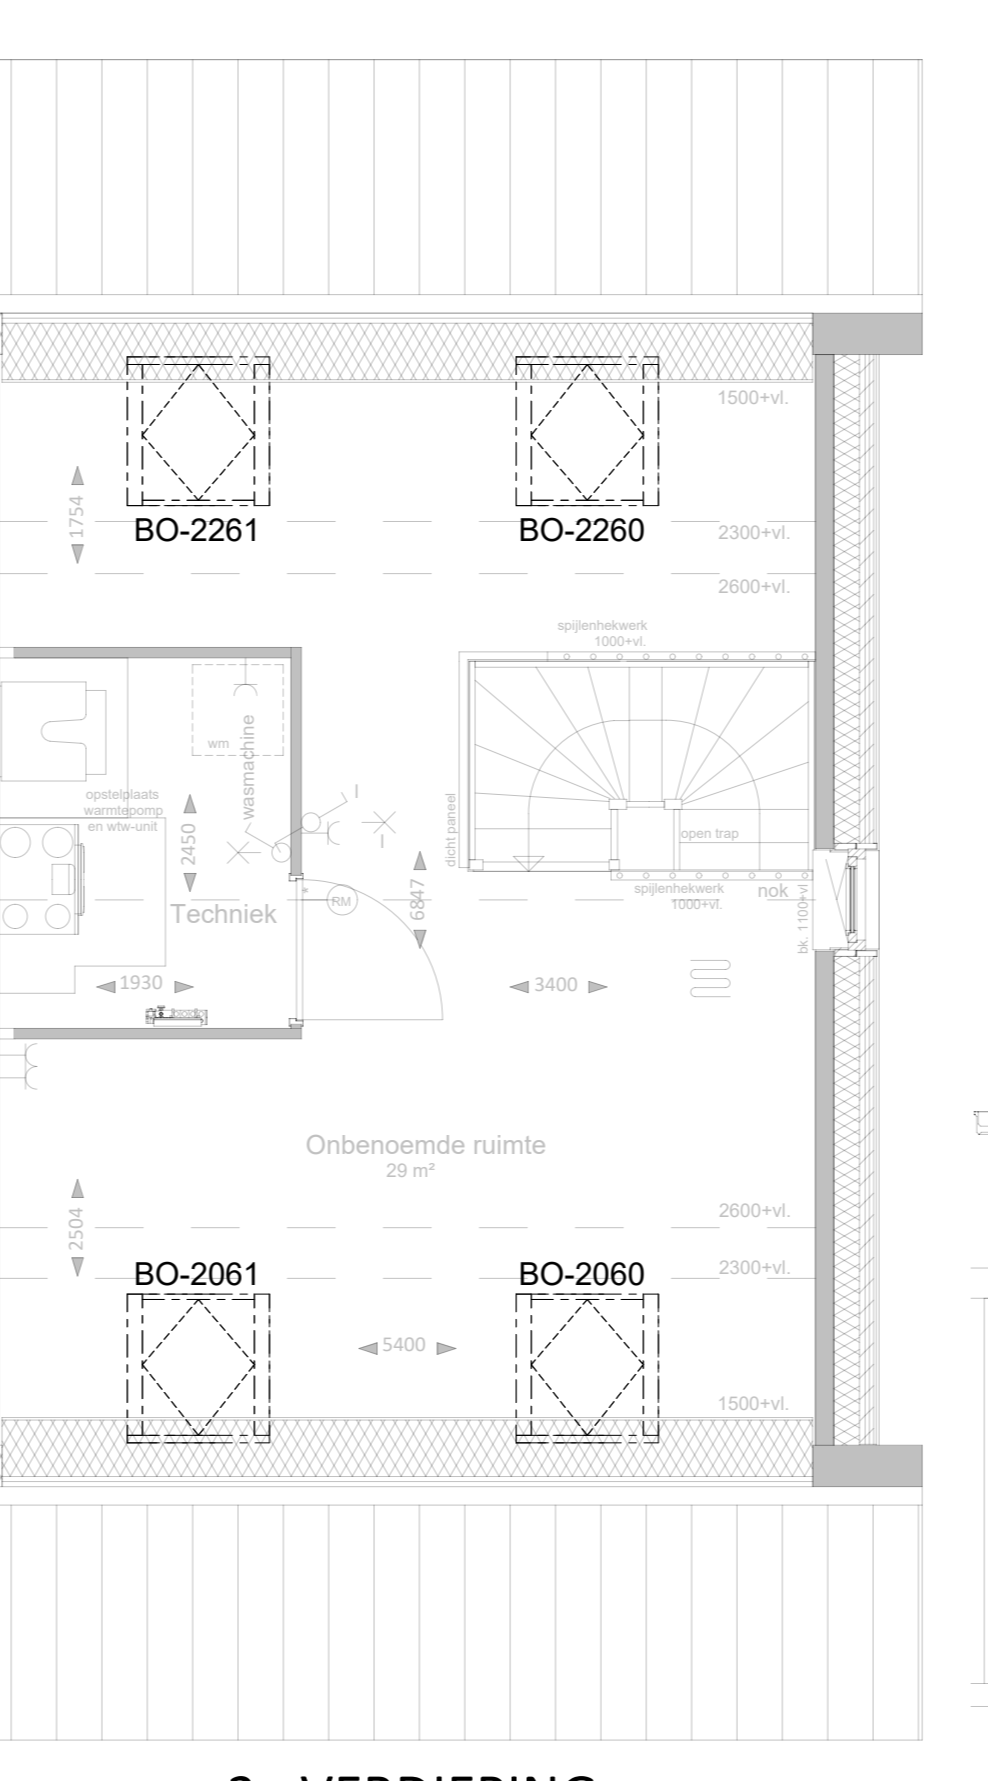 1500+vl.
1754
BO-2261
BO-2260
2300+vl.
2600+vl.
spijlenhekwerk
1000+vl.
wm
wasmachine
opstelplaats
warmtepomp
en wtw-unit
2450
dicht paneel
open trap
6847
Techniek
RM
spijlenhekwerk
1000+vl.
nok
bk. 1100+vl
1930
3400
Onbenoemde ruimte
29 m²
2504
2600+vl.
BO-2061
BO-2060
2300+vl.
5400
1500+vl.